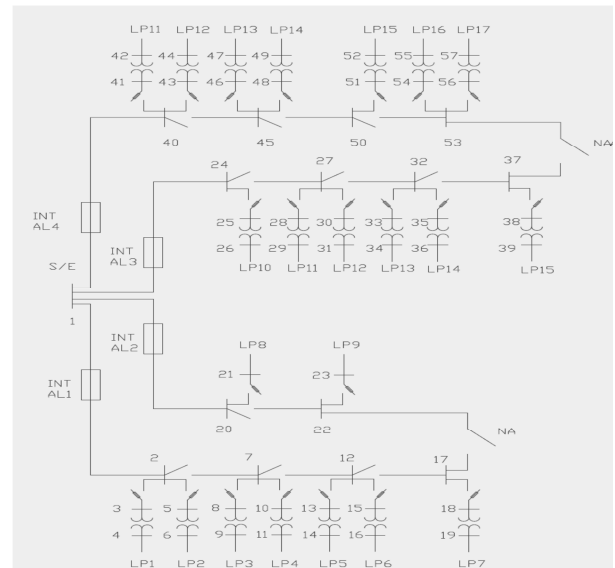 LP11 LP12 LP13 LP14 LP15 LP16 LP17
42 44 47 49 52 55 57
41 43 46 48 51 54 56
40 45 50 53
NA
24 27 32 37
INT
AL4
25 28 30 33 35 38
INT
AL3
26 29 31 34 36 39
S/E
LP10 LP11 LP12 LP13 LP14 LP15
1
INT
AL2
LP8 LP9
21 23
INT
AL1
20 22
NA
2 7 12 17
3 5 8 10 13 15 18
4 6 9 11 14 16 19
LP1 LP2 LP3 LP4 LP5 LP6 LP7